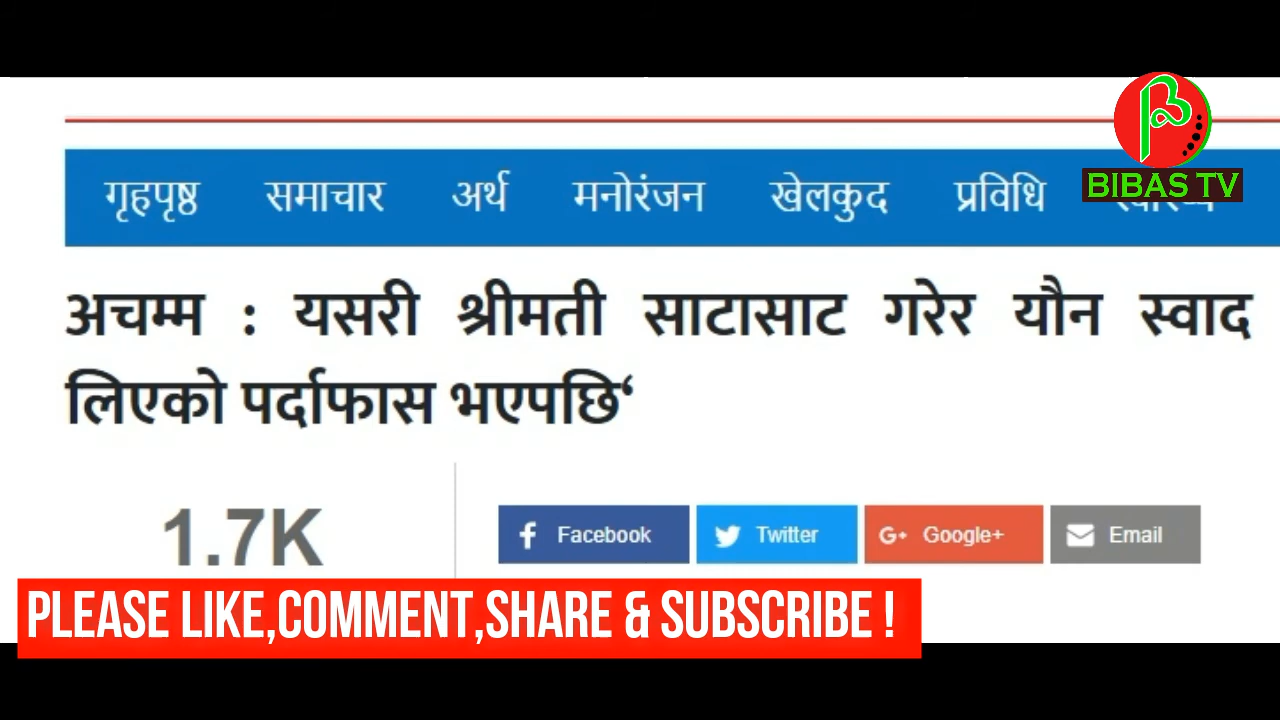 BIBAS TV
गृहपृष्ठ समाचार अर्थ मनोरंजन खेलकुद प्रविधि
अचम्म : यसरी श्रीमती साटासाट गरेर यौन स्वाद
लिएको पर्दाफास भएपछि‘
1.7K
Facebook Twitter Google+ Email
PLEASE LIKE,COMMENT,SHARE & SUBSCRIBE !